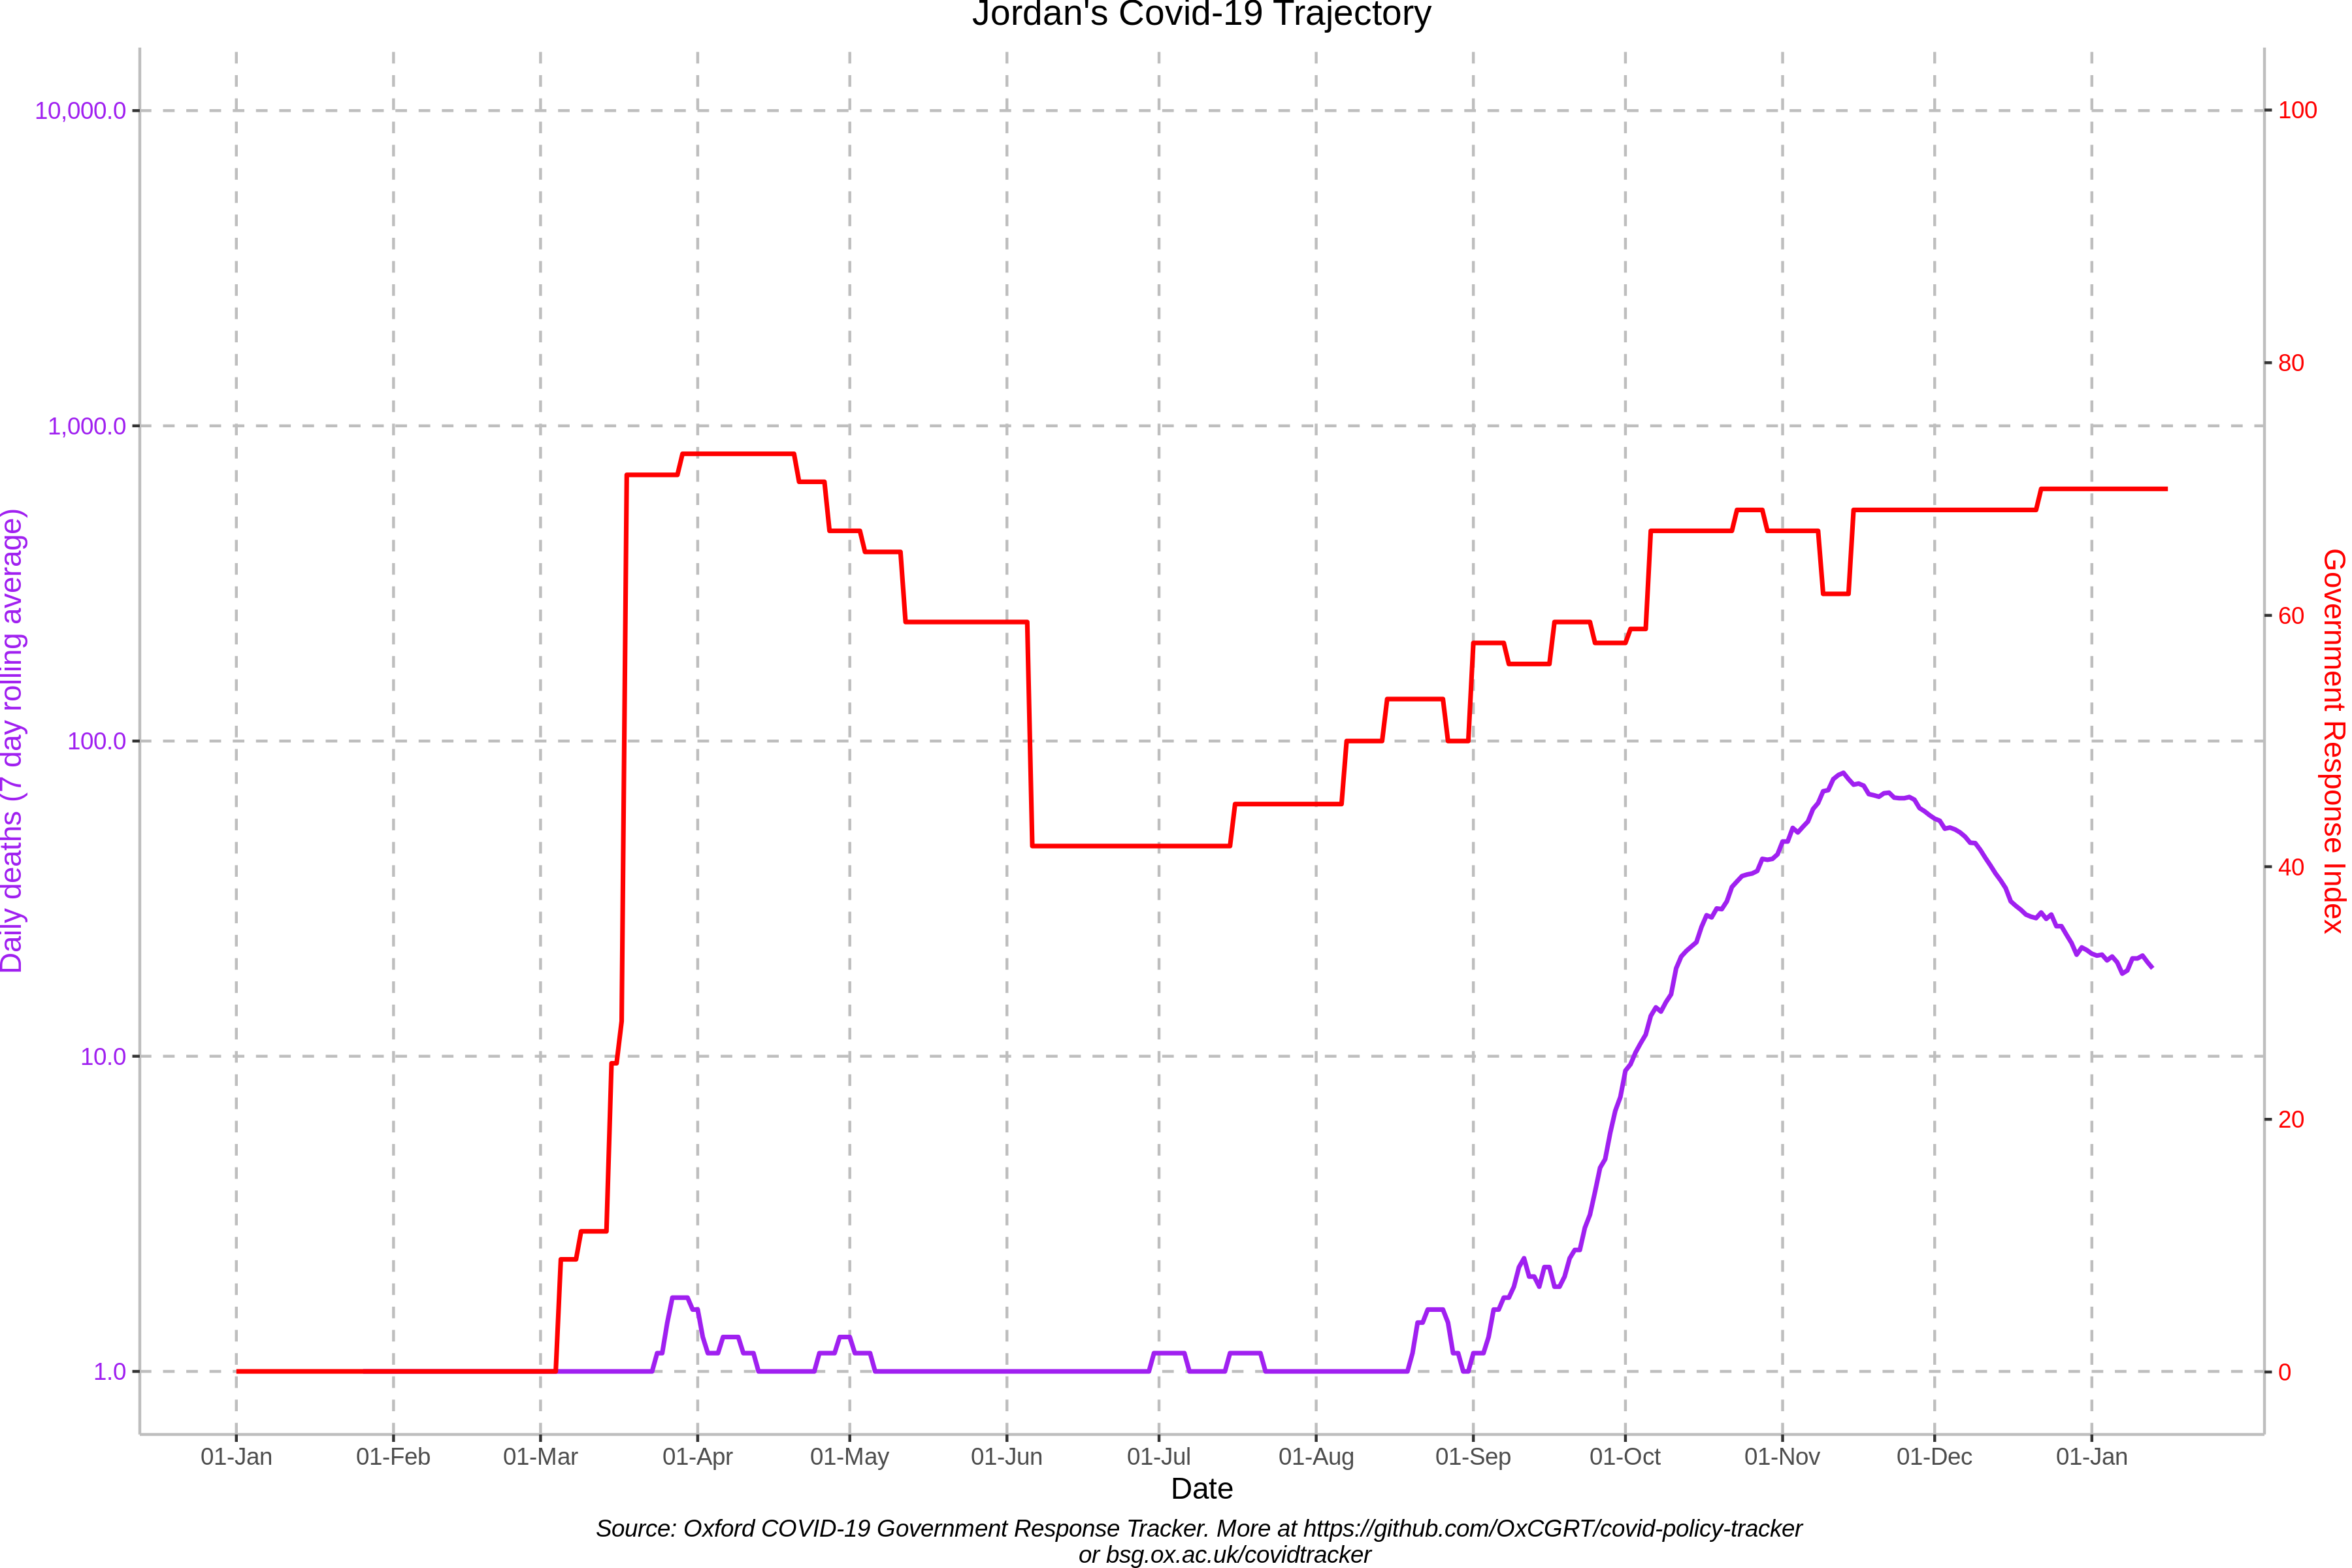 Jordan's Covid-19 Trajectory
10,000.0
1,000.0
100.0
10.0
1.0
Daily deaths (7 day rolling average)
100
80
60
40
20
0
Government Response Index
01-Jan
01-Feb
01-Mar
01-Apr
01-May
01-Jun
01-Jul
01-Aug
01-Sep
01-Oct
01-Nov
01-Dec
01-Jan
Date
Source: Oxford COVID-19 Government Response Tracker. More at https://github.com/OxCGRT/covid-policy-tracker
or bsg.ox.ac.uk/covidtracker